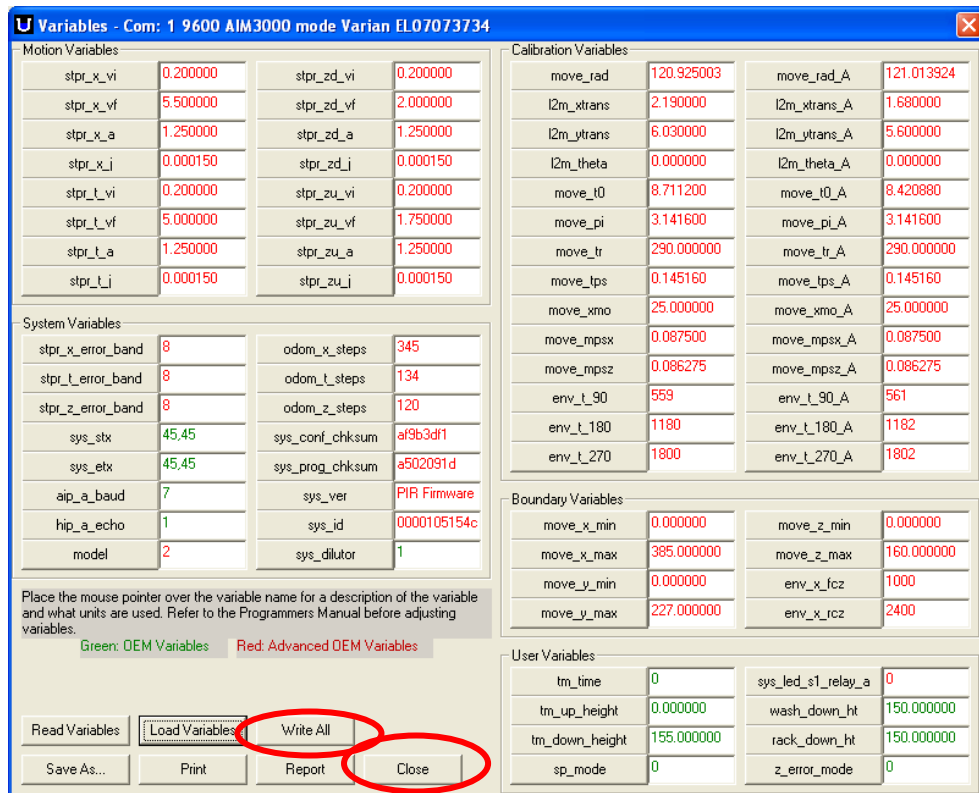 U Variables - Com: 1 9600 AIM3000 mode Varian EL07073734
Motion Variables
stpr_x_vi 0.200000 stpr_zd_vi 0.200000
stpr_x_vf 5.500000 stpr_zd_vf 2.000000
stpr_x_a 1.250000 stpr_zd_a 1.250000
stpr_x_j 0.000150 stpr_zd_j 0.000150
stpr_t_vi 0.200000 stpr_zu_vi 0.200000
stpr_t_vf 5.000000 stpr_zu_vf 1.750000
stpr_t_a 1.250000 stpr_zu_a 1.250000
stpr_t_j 0.000150 stpr_zu_j 0.000150
System Variables
stpr_x_error_band 8 odom_x_steps 345
stpr_t_error_band 8 odom_t_steps 134
stpr_z_error_band 8 odom_z_steps 120
sys_stx 45,45 sys_conf_chksum af9b3df1
sys_etx 45,45 sys_prog_chksum a502091d
aip_a_baud 7 sys_ver PIR Firmware
hip_a_echo 1 sys_id 0000105154c
model 2 sys_dilutor 1
Place the mouse pointer over the variable name for a description of the variable
and what units are used. Refer to the Programmers Manual before adjusting
variables.
Green: OEM Variables Red: Advanced OEM Variables
Read Variables Load Variables Write All
Save As... Print Report Close
Calibration Variables
move_rad 120.925003 move_rad_A 121.013924
l2m_xtrans 2.190000 l2m_xtrans_A 1.680000
l2m_ytrans 6.030000 l2m_ytrans_A 5.600000
l2m_theta 0.000000 l2m_theta_A 0.000000
move_t0 8.711200 move_t0_A 8.420880
move_pi 3.141600 move_pi_A 3.141600
move_tr 290.000000 move_tr_A 290.000000
move_tps 0.145160 move_tps_A 0.145160
move_xmo 25.000000 move_xmo_A 25.000000
move_mpsx 0.087500 move_mpsx_A 0.087500
move_mpsz 0.086275 move_mpsz_A 0.086275
env_t_90 559 env_t_90_A 561
env_t_180 1180 env_t_180_A 1182
env_t_270 1800 env_t_270_A 1802
Boundary Variables
move_x_min 0.000000 move_z_min 0.000000
move_x_max 385.000000 move_z_max 160.000000
move_y_min 0.000000 env_x_fcz 1000
move_y_max 227.000000 env_x_rcz 2400
User Variables
tm_time 0 sys_led_s1_relay_a 0
tm_up_height 0.000000 wash_down_ht 150.000000
tm_down_height 155.000000 rack_down_ht 150.000000
sp_mode 0 z_error_mode 0